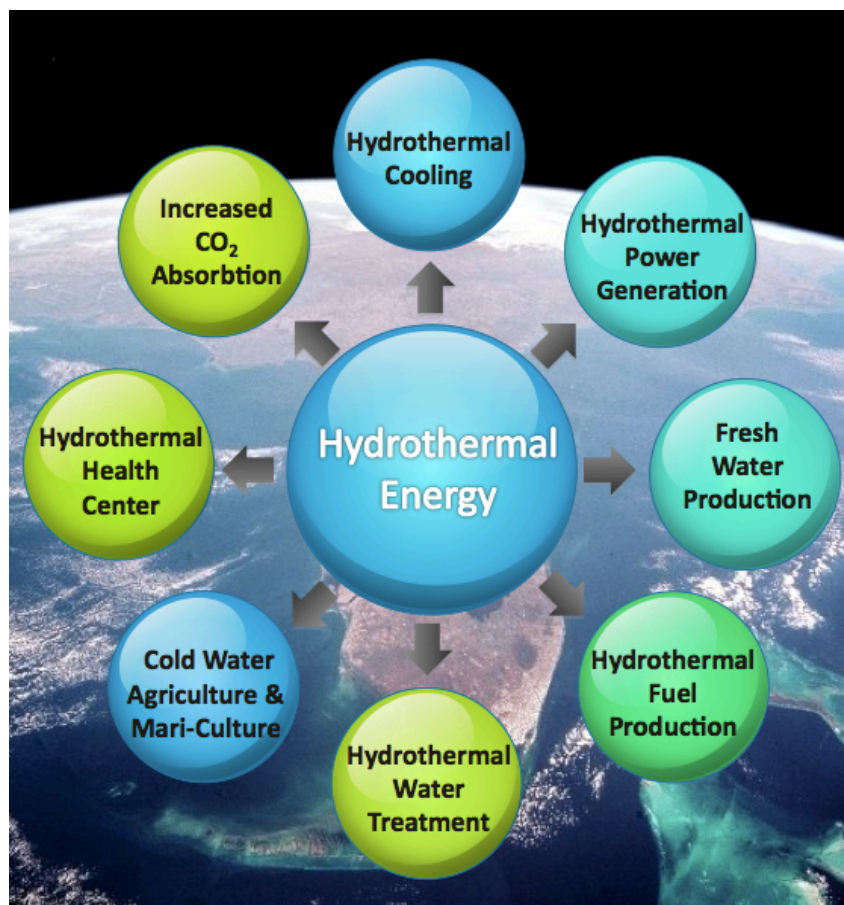 Hydrothermal
Cooling
Hydrothermal
Power
Generation
Fresh
Water
Production
Hydrothermal
Fuel
Production
Hydrothermal
Water
Treatment
Cold Water
Agriculture &
Mari-Culture
Hydrothermal
Health
Center
Increased
CO₂
Absorbtion
Hydrothermal
Energy